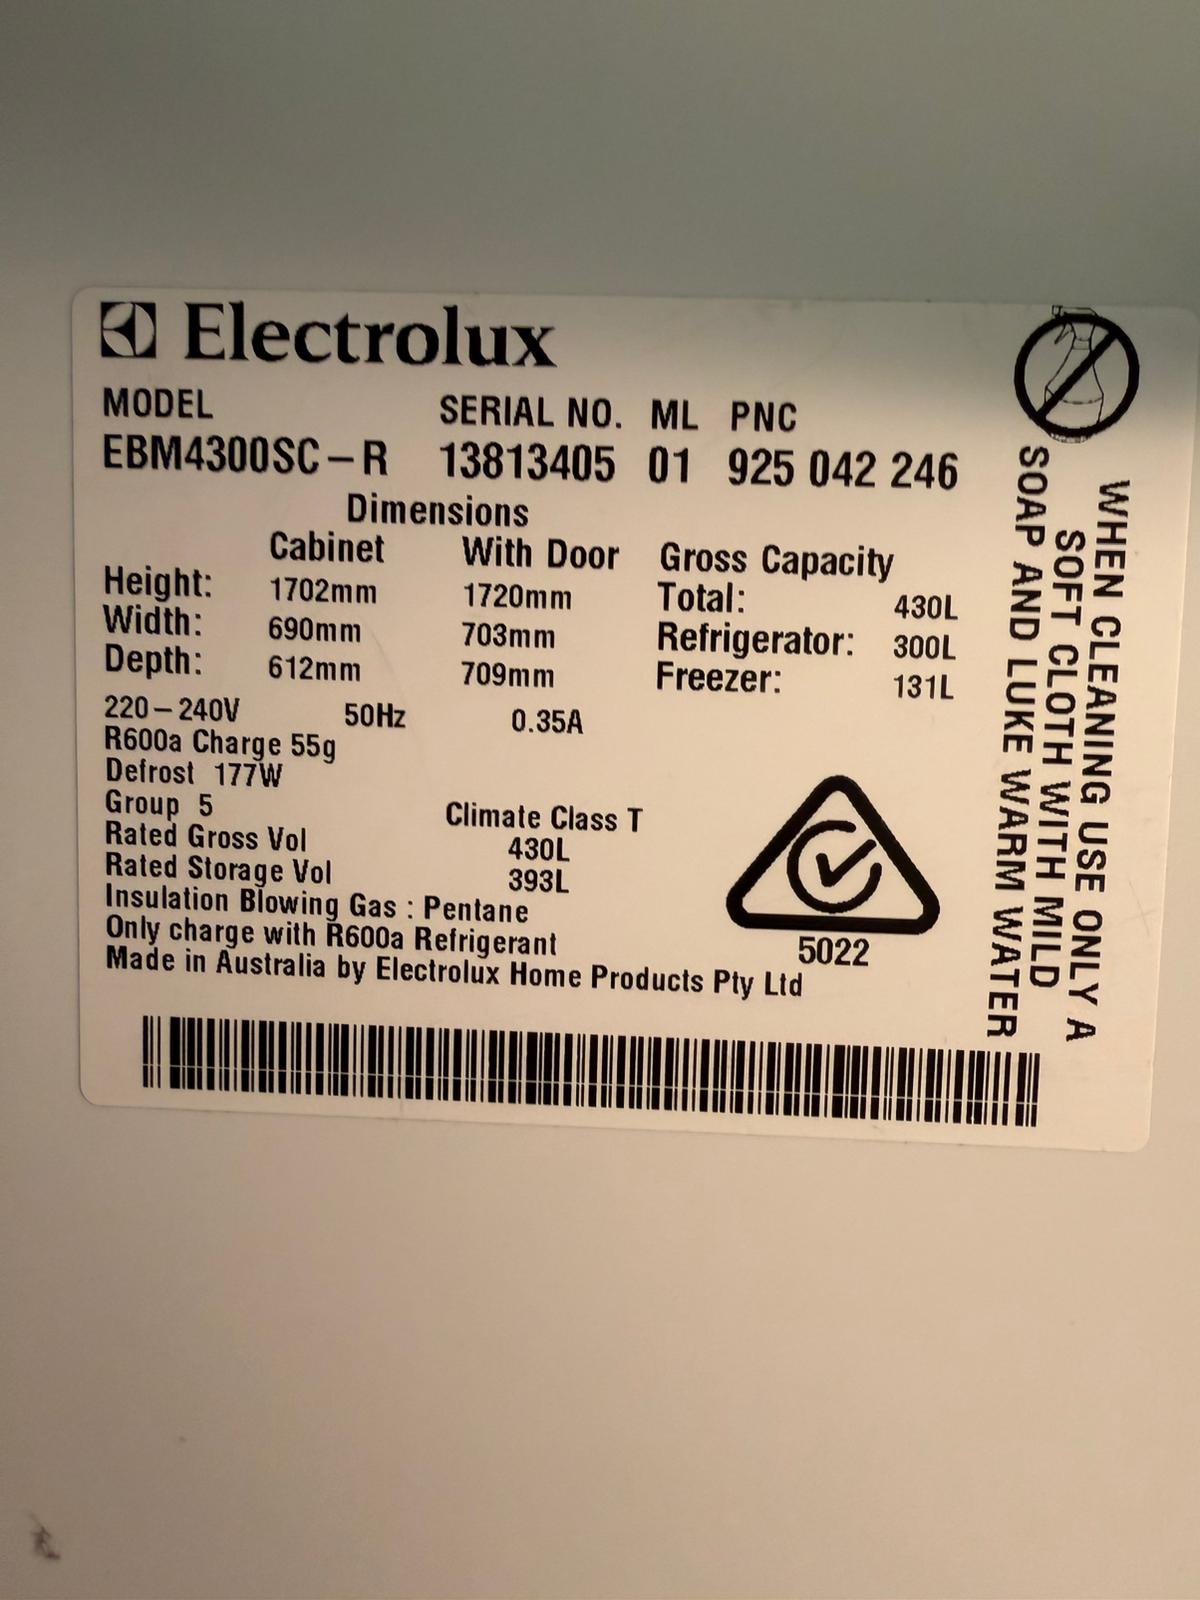 Electrolux
MODEL SERIAL NO. ML PNC
EBM4300SC-R 13813405 01 925 042 246
Dimensions
Cabinet With Door Gross Capacity
Height: 1702mm 1720mm Total: 430L
Width: 690mm 703mm Refrigerator: 300L
Depth: 612mm 709mm Freezer: 131L
220-240V 50Hz 0.35A
R600a Charge 55g
Defrost 177W
Group 5 Climate Class T
Rated Gross Vol 430L
Rated Storage Vol 393L
Insulation Blowing Gas : Pentane
Only charge with R600a Refrigerant
Made in Australia by Electrolux Home Products Pty Ltd
5022
WHEN CLEANING USE ONLY A
SOFT CLOTH WITH MILD
SOAP AND LUKE WARM WATER